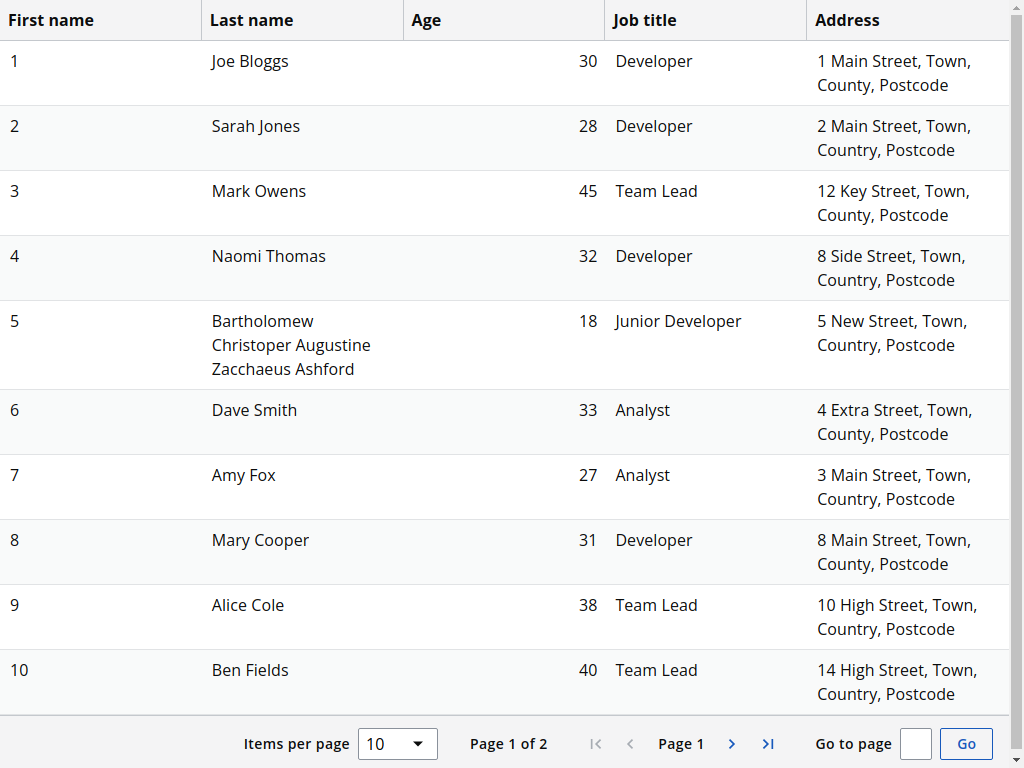 First name Last name Age Job title Address
1 Joe Bloggs 30 Developer 1 Main Street, Town,
County, Postcode
2 Sarah Jones 28 Developer 2 Main Street, Town,
Country, Postcode
3 Mark Owens 45 Team Lead 12 Key Street, Town,
County, Postcode
4 Naomi Thomas 32 Developer 8 Side Street, Town,
Country, Postcode
5 Bartholomew 18 Junior Developer 5 New Street, Town,
Christoper Augustine Country, Postcode
Zacchaeus Ashford
6 Dave Smith 33 Analyst 4 Extra Street, Town,
County, Postcode
7 Amy Fox 27 Analyst 3 Main Street, Town,
Country, Postcode
8 Mary Cooper 31 Developer 8 Main Street, Town,
County, Postcode
9 Alice Cole 38 Team Lead 10 High Street, Town,
Country, Postcode
10 Ben Fields 40 Team Lead 14 High Street, Town,
Country, Postcode
Items per page 10 Page 1 of 2 Page 1 Go to page Go